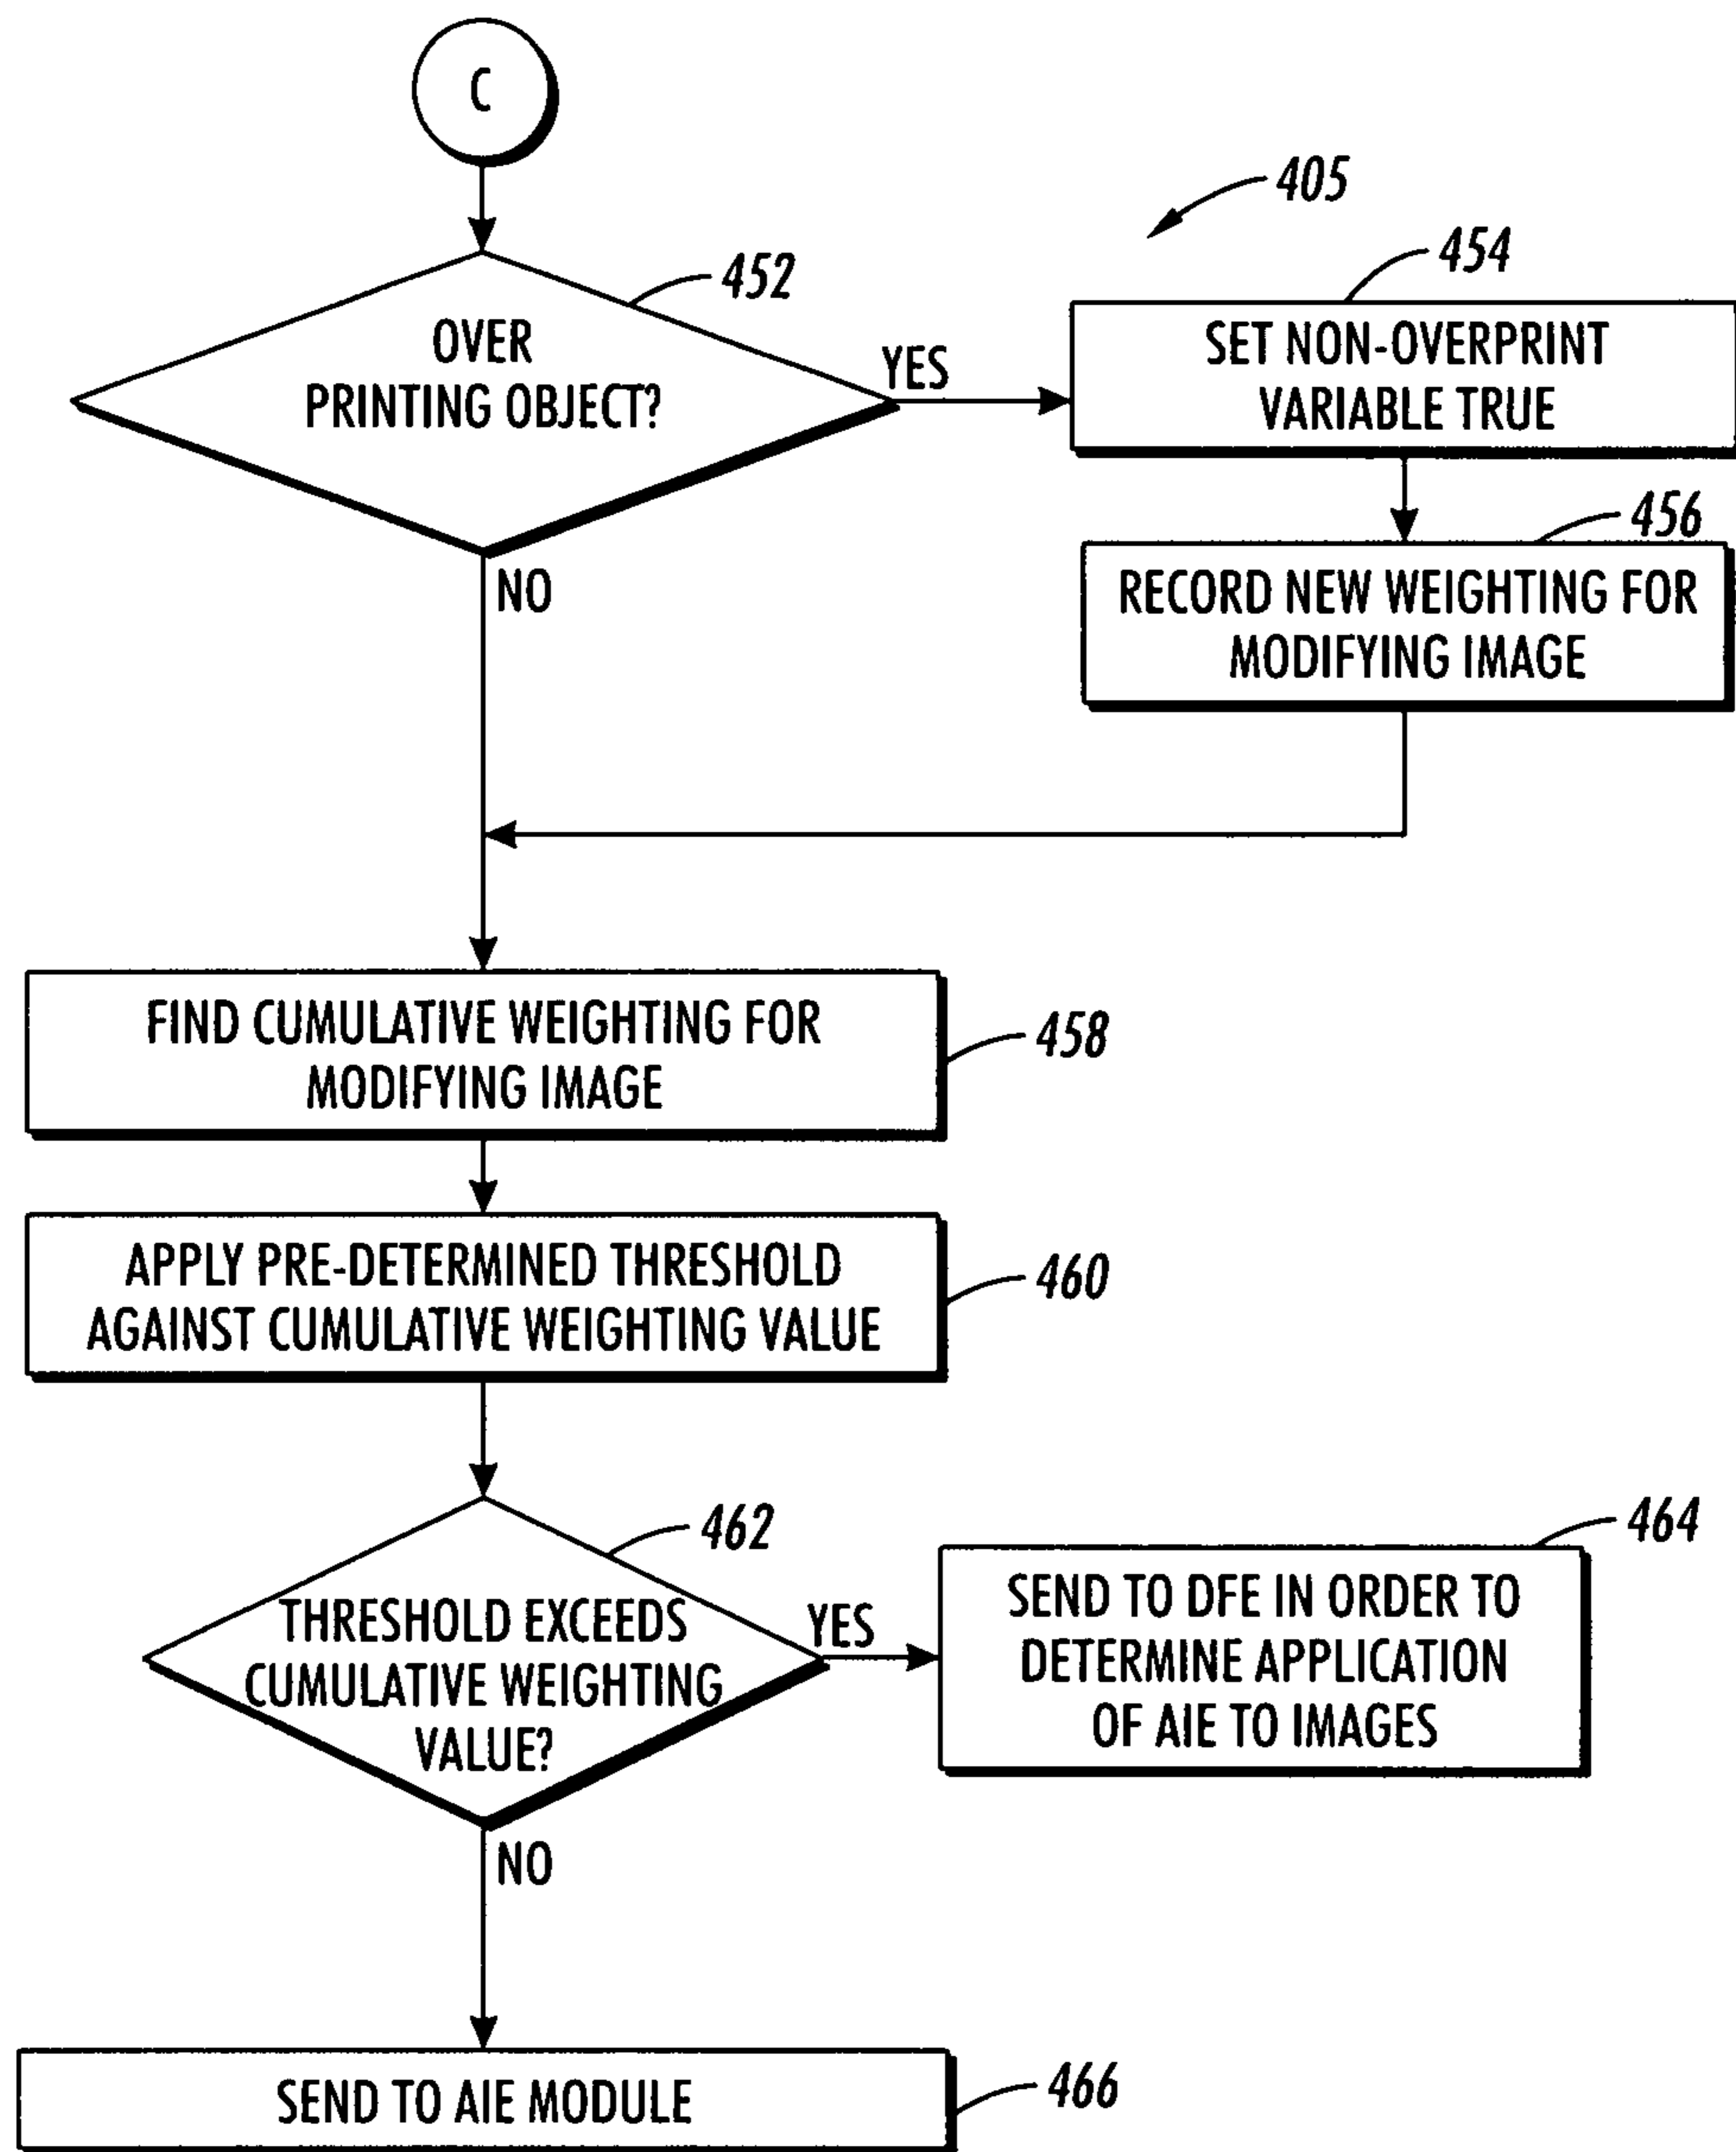 C
405
452
OVER
PRINTING OBJECT?
YES
454
SET NON-OVERPRINT
VARIABLE TRUE
456
RECORD NEW WEIGHTING FOR
MODIFYING IMAGE
NO
FIND CUMULATIVE WEIGHTING FOR
MODIFYING IMAGE
458
APPLY PRE-DETERMINED THRESHOLD
AGAINST CUMULATIVE WEIGHTING VALUE
460
462
THRESHOLD EXCEEDS
CUMULATIVE WEIGHTING
VALUE?
YES
464
SEND TO DFE IN ORDER TO
DETERMINE APPLICATION
OF AIE TO IMAGES
NO
SEND TO AIE MODULE
466